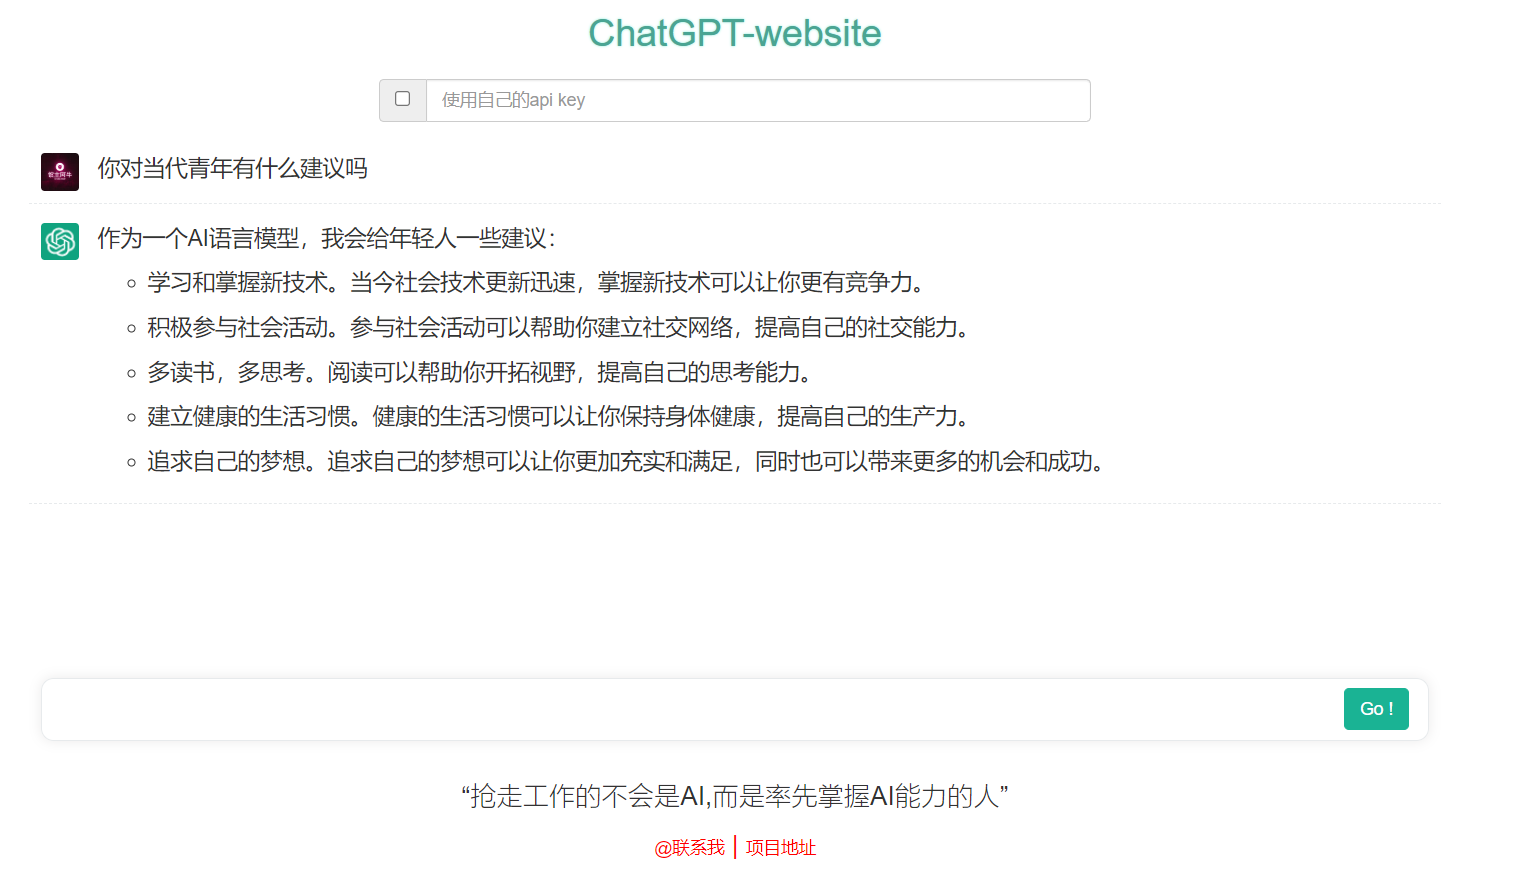 ChatGPT-website
使用自己的api key
你对当代青年有什么建议吗
作为一个AI语言模型，我会给年轻人一些建议：
学习和掌握新技术。当今社会技术更新迅速，掌握新技术可以让你更有竞争力。
积极参与社会活动。参与社会活动可以帮助你建立社交网络，提高自己的社交能力。
多读书，多思考。阅读可以帮助你开拓视野，提高自己的思考能力。
建立健康的生活习惯。健康的生活习惯可以让你保持身体健康，提高自己的生产力。
追求自己的梦想。追求自己的梦想可以让你更加充实和满足，同时也可以带来更多的机会和成功。
Go !
“抢走工作的不会是AI,而是率先掌握AI能力的人”
@联系我 | 项目地址